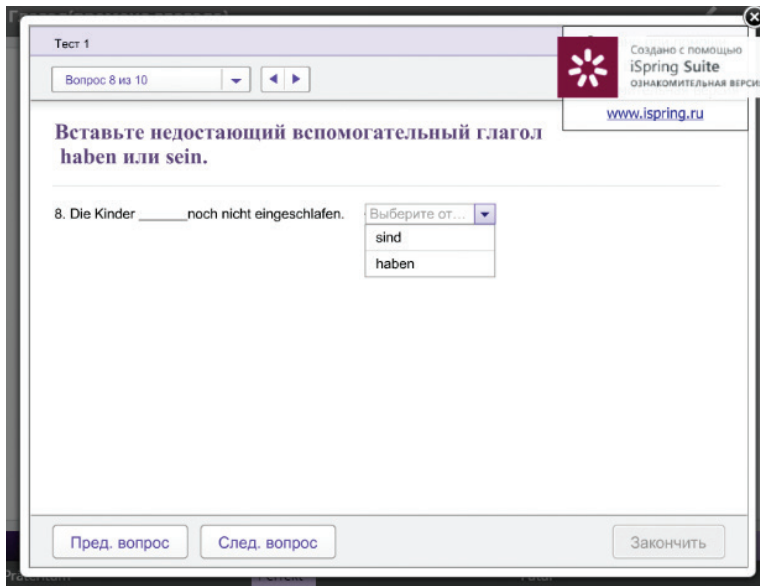 Тест 1
Создано с помощью
iSpring Suite
ОЗНАКОМИТЕЛЬНАЯ ВЕРСИ
www.ispring.ru
Вопрос 8 из 10
Вставьте недостающий вспомогательный глагол
haben или sein.
8. Die Kinder ______noch nicht eingeschlafen.
Выберите от...
sind
haben
Пред. вопрос
След. вопрос
Закончить